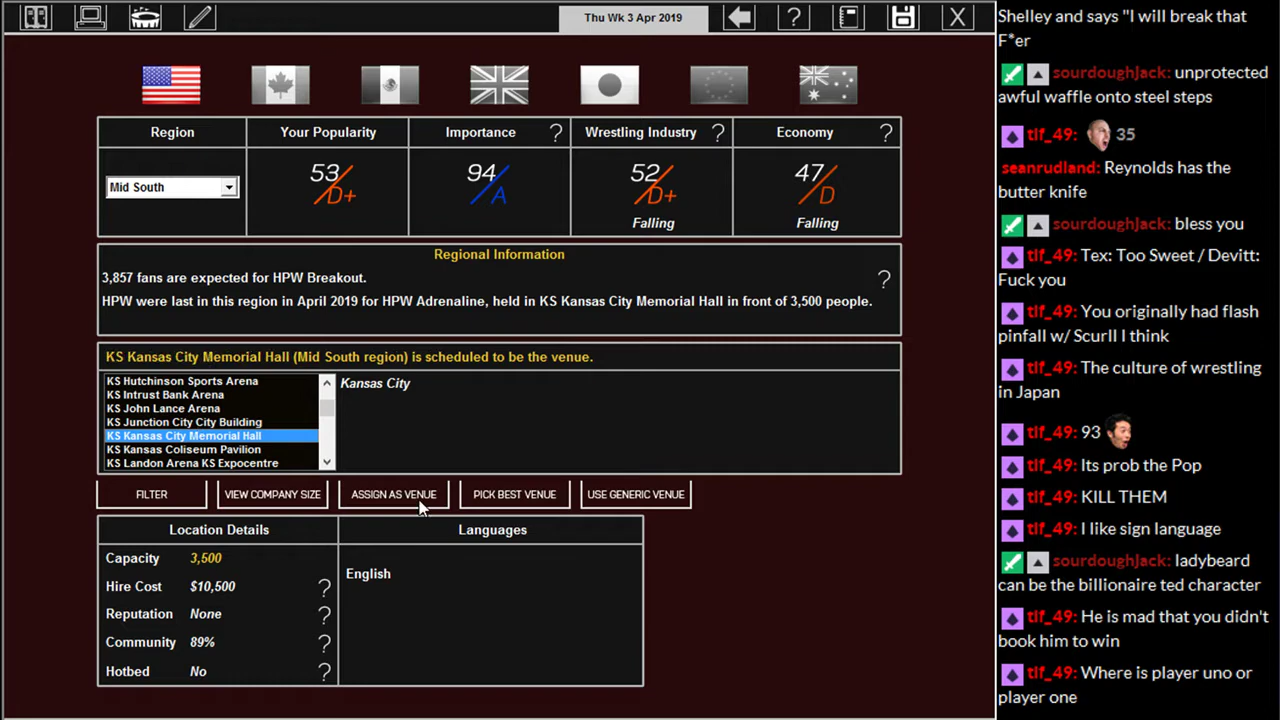 Thu Wk 3 Apr 2019
?
X
Region
Your Popularity
Importance ?
Wrestling Industry ?
Economy ?
Mid South
53/D+
94/A
52/D+
Falling
47/D
Falling
Regional Information
3,857 fans are expected for HPW Breakout.
?
HPW were last in this region in April 2019 for HPW Adrenaline, held in KS Kansas City Memorial Hall in front of 3,500 people.
KS Kansas City Memorial Hall (Mid South region) is scheduled to be the venue.
KS Hutchinson Sports Arena
KS Intrust Bank Arena
KS John Lance Arena
KS Junction City City Building
KS Kansas City Memorial Hall
KS Kansas Coliseum Pavilion
KS Landon Arena KS Expocentre
Kansas City
FILTER
VIEW COMPANY SIZE
ASSIGN AS VENUE
PICK BEST VENUE
USE GENERIC VENUE
Location Details
Capacity 3,500
Hire Cost $10,500 ?
Reputation None ?
Community 89% ?
Hotbed No ?
Languages
English
Shelley and says "I will break that
F*er
sourdoughjack: unprotected
awful waffle onto steel steps
tlf_49: 35
seanrudland: Reynolds has the
butter knife
sourdoughjack: bless you
tlf_49: Tex: Too Sweet / Devitt:
Fuck you
tlf_49: You originally had flash
pinfall w/ Scurll I think
tlf_49: The culture of wrestling
in Japan
tlf_49: 93
tlf_49: Its prob the Pop
tlf_49: KILL THEM
tlf_49: I like sign language
sourdoughjack: ladybeard
can be the billionaire ted character
tlf_49: He is mad that you didn't
book him to win
tlf_49: Where is player uno or
player one